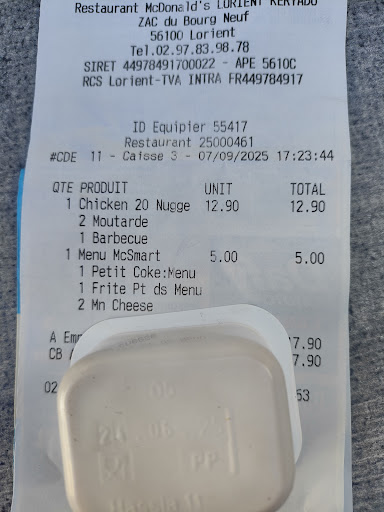 Restaurant McDonald's LORIENT KERYADO
ZAC du Bourg Neuf
56100 Lorient
Tel.02.97.83.98.78
SIRET 44978491700022 - APE 5610C
RCS Lorient-TVA INTRA FR449784917
ID Equipier 55417
Restaurant 25000461
#CDE 11 - Caisse 3 - 07/09/2025 17:23:44
QTE PRODUIT UNIT TOTAL
1 Chicken 20 Nugge 12.90 12.90
2 Moutarde
1 Barbecue
1 Menu McSmart 5.00 5.00
1 Petit Coke:Menu
1 Frite Pt ds Menu
2 Mn Cheese
A Emp 7.90
CB 7.90
02 53
PP